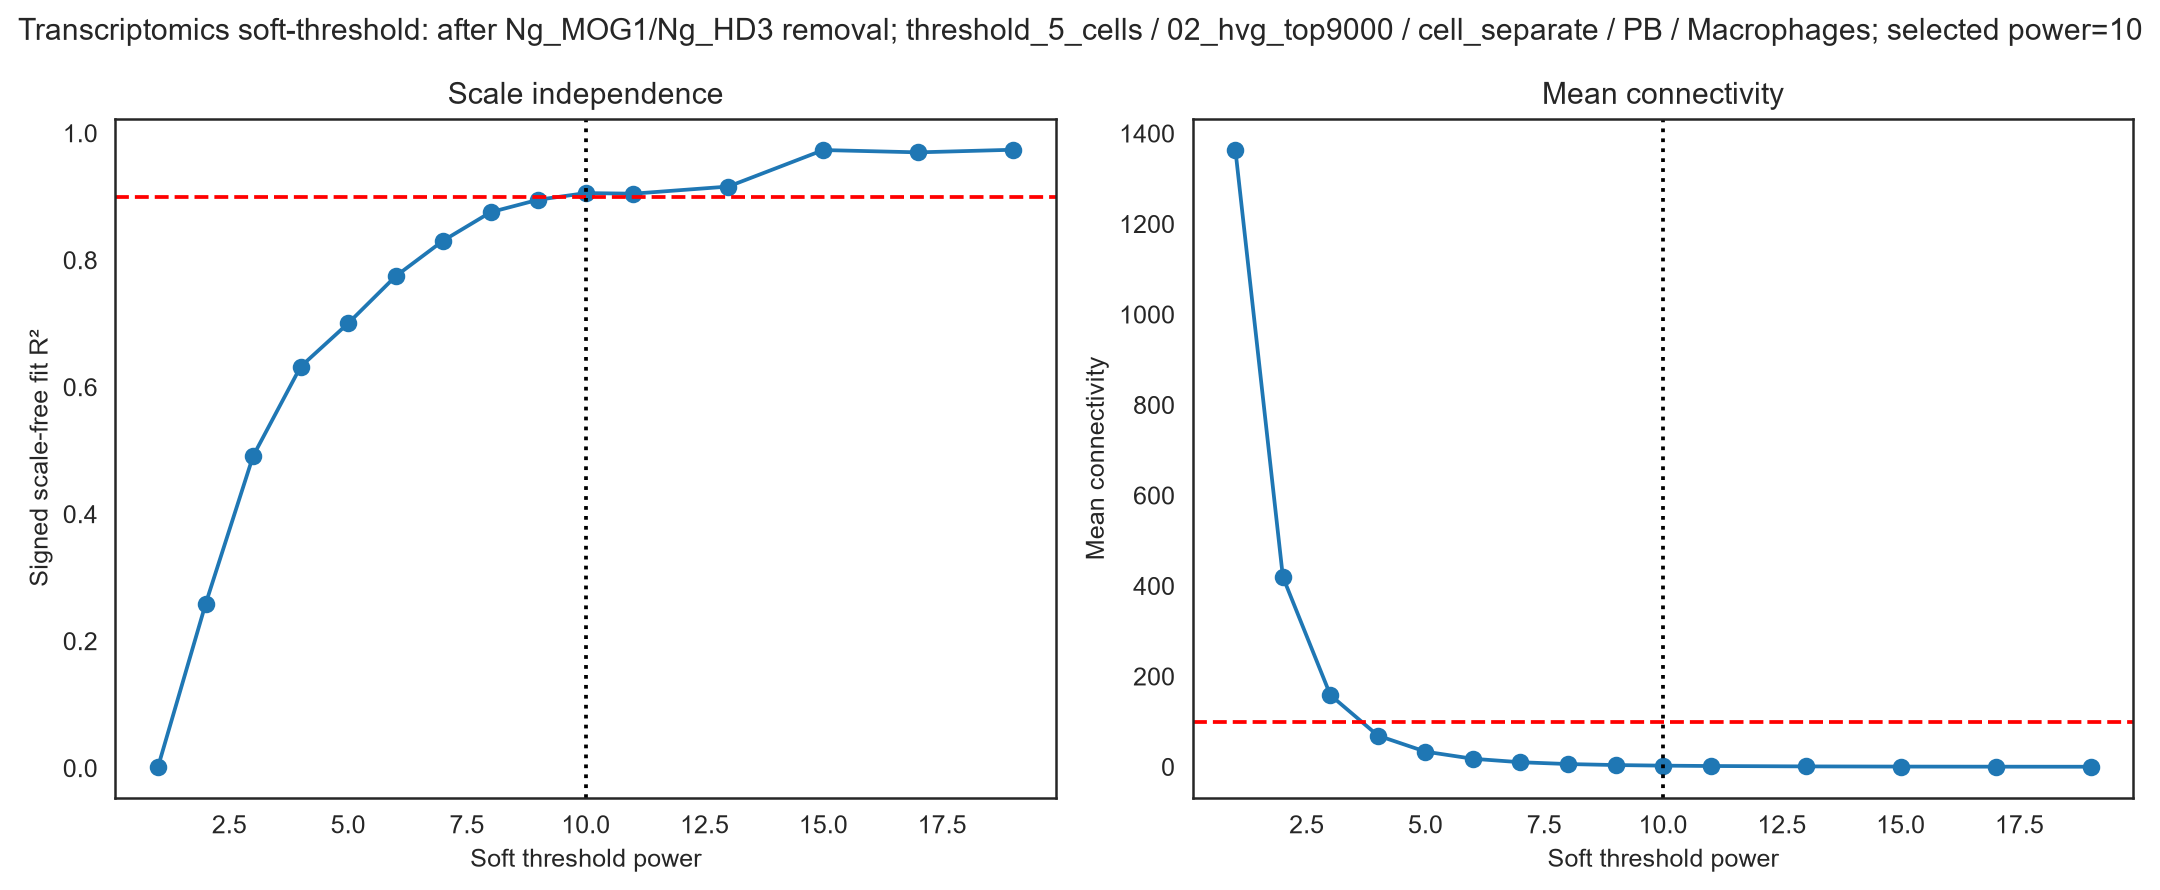 Transcriptomics soft-threshold: after Ng_MOG1/Ng_HD3 removal; threshold_5_cells / 02_hvg_top9000 / cell_separate / PB / Macrophages; selected power=10
Scale independence
Signed scale-free fit R²
1.0
0.8
0.6
0.4
0.2
0.0
2.5 5.0 7.5 10.0 12.5 15.0 17.5
Soft threshold power
Mean connectivity
Mean connectivity
1400
1200
1000
800
600
400
200
0
2.5 5.0 7.5 10.0 12.5 15.0 17.5
Soft threshold power